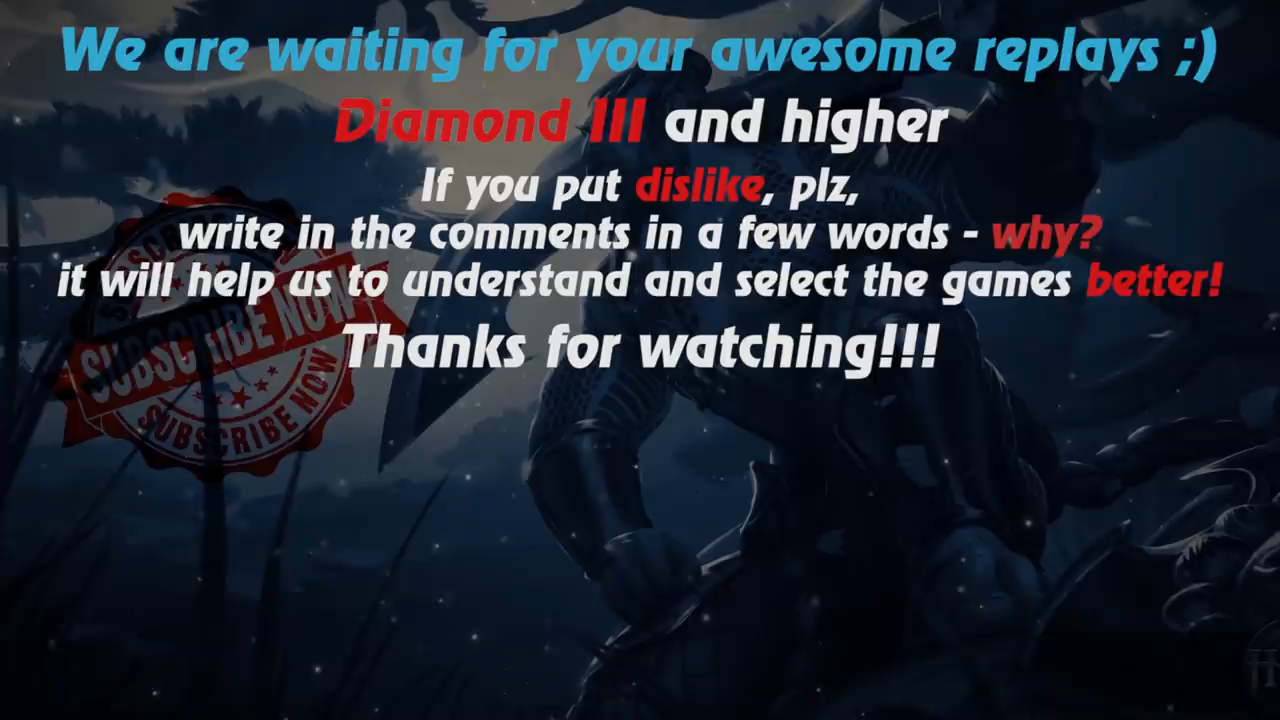 We are waiting for your awesome replays ;)
Diamond III and higher
If you put dislike, plz,
write in the comments in a few words - why?
it will help us to understand and select the games better!
Thanks for watching!!!
SUBSCRIBE NOW
SUBSCRIBE NOW